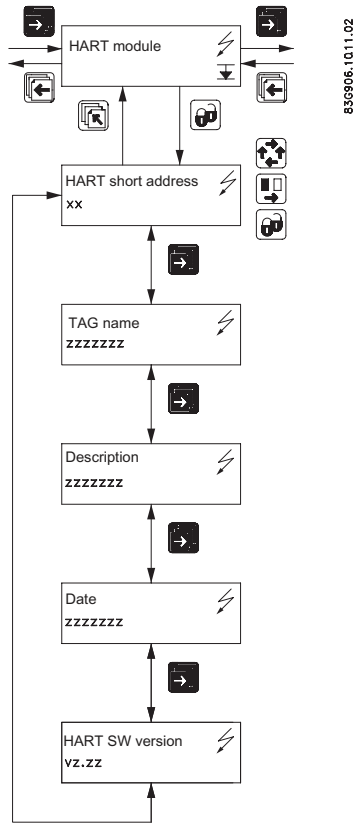 HART module
83G906.1011.02
HART short address
xx
TAG name
zzzzzzz
Description
zzzzzzz
Date
zzzzzzz
HART SW version
vz.zz